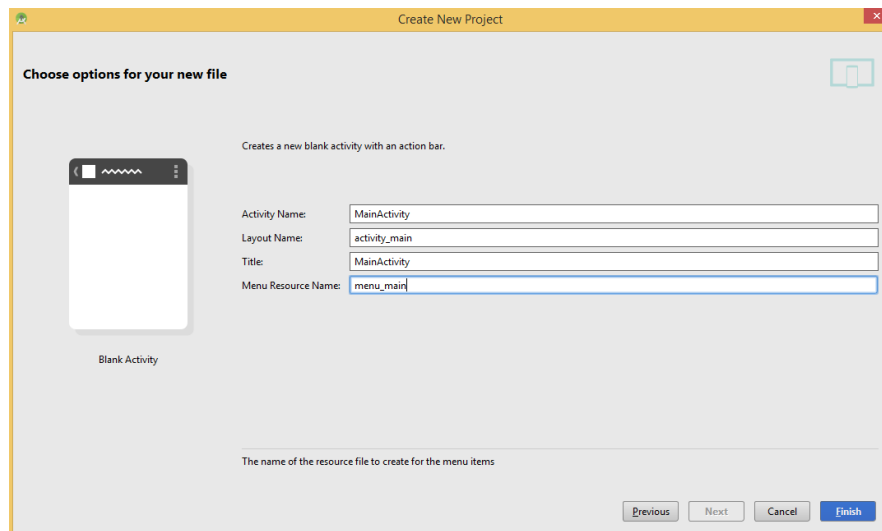 Create New Project
Choose options for your new file
Creates a new blank activity with an action bar.
Activity Name: MainActivity
Layout Name: activity_main
Title: MainActivity
Menu Resource Name: menu_main
Blank Activity
The name of the resource file to create for the menu items
Previous Next Cancel Finish